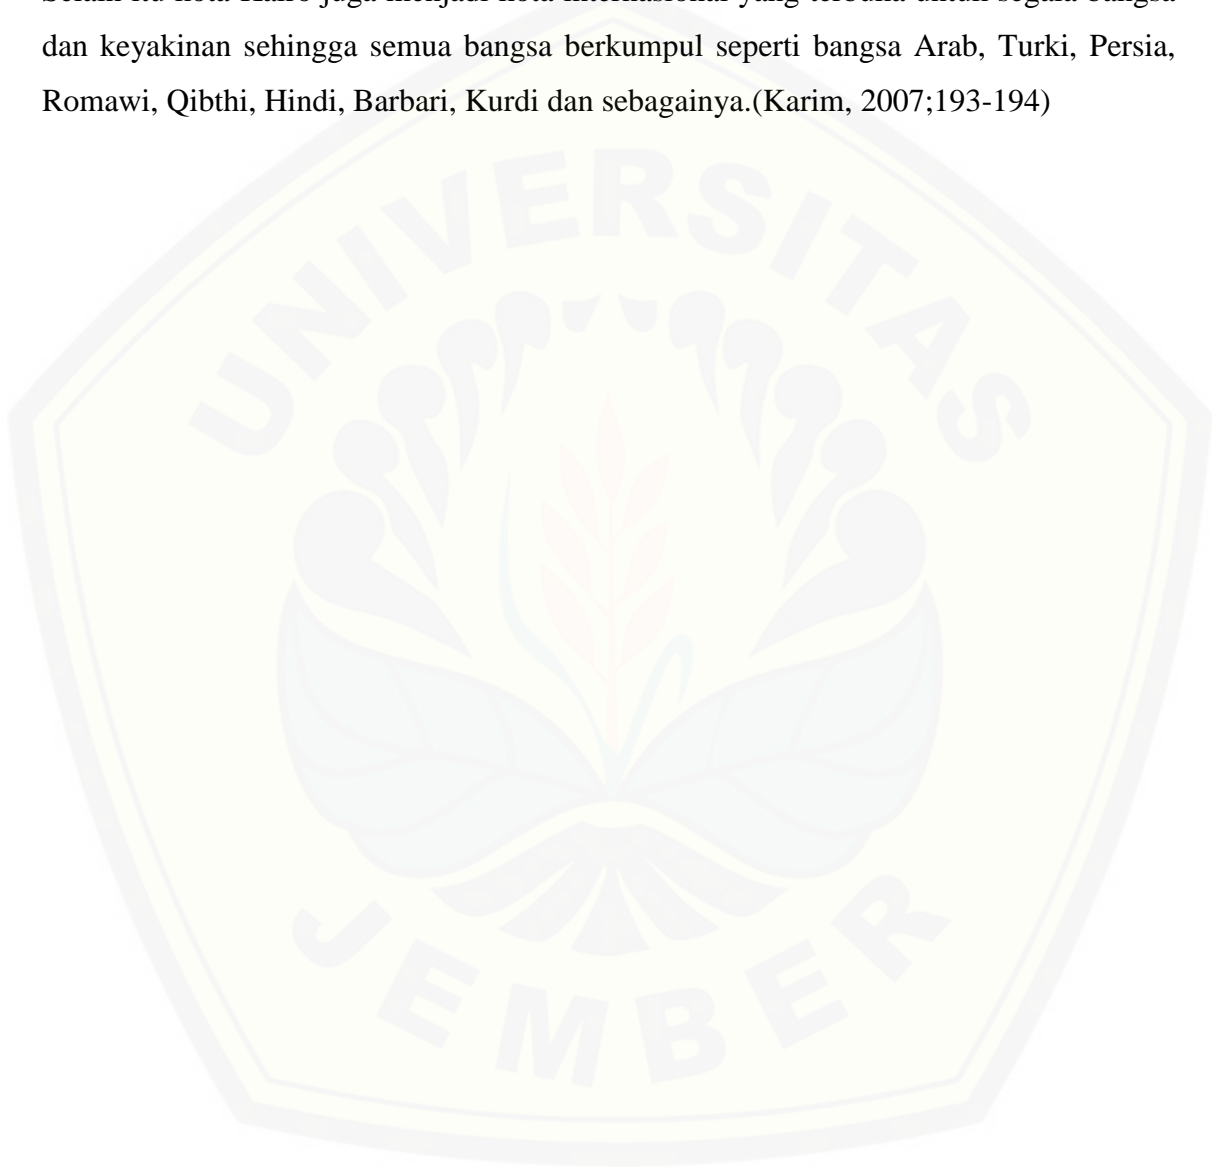 Selain itu kota Kairo juga menjadi kota internasional yang terbuka untuk segala bangsa
dan keyakinan sehingga semua bangsa berkumpul seperti bangsa Arab, Turki, Persia,
Romawi, Qibthi, Hindi, Barbari, Kurdi dan sebagainya.(Karim, 2007;193-194)
UNIVERSITAS
JEMBER